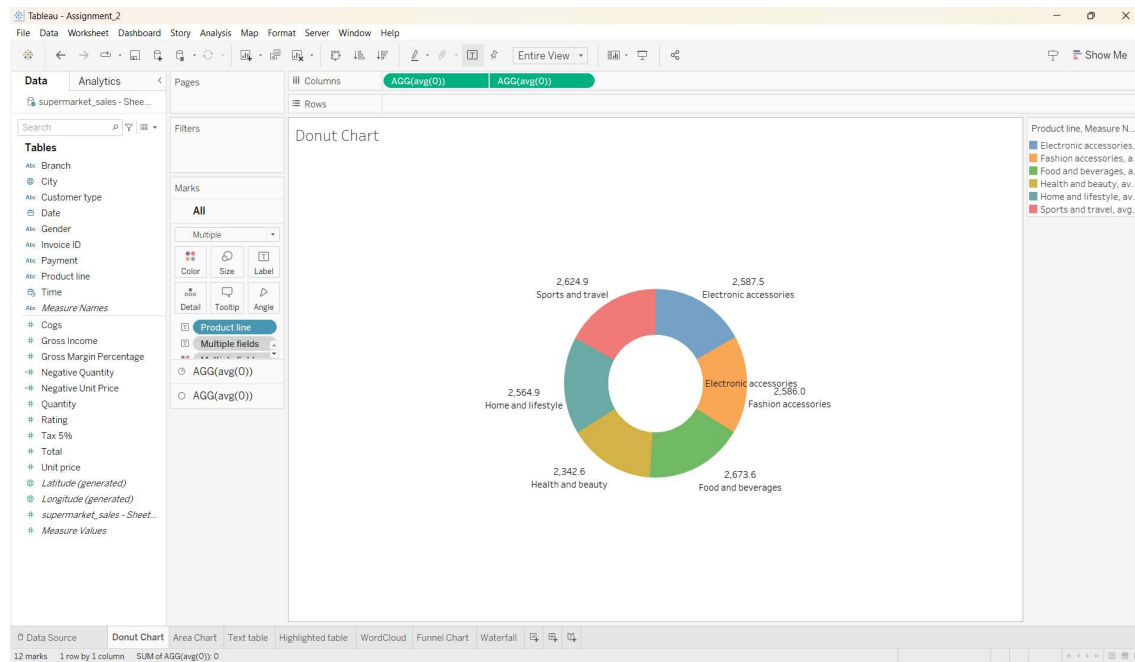 Tableau - Assignment_2
File Data Worksheet Dashboard Story Analysis Map Format Server Window Help
Entire View
Show Me
Data Analytics
Pages
Columns AGG(avg(0)) AGG(avg(0))
supermarket_sales - Shee...
Rows
Search
Filters
Donut Chart
Product line, Measure N...
Tables
Electronic accessories.
Abc Branch
Fashion accessories, a.
City
Food and beverages, a.
Abc Customer type
Marks
Health and beauty, av..
Date
Home and lifestyle, av.
Abc Gender
All
Sports and travel, avg.
Abc Invoice ID
Multiple
Abc Payment
Abc Product line
Color Size Label
Time
Abc Measure Names
Detail Tooltip Angle
# Cogs
Product line
# Gross Income
Multiple fields
# Gross Margin Percentage
# Negative Quantity
AGG(avg(0))
# Negative Unit Price
AGG(avg(0))
# Quantity
# Rating
# Tax 5%
# Total
# Unit price
Latitude (generated)
Longitude (generated)
# supermarket_sales - Sheet...
# Measure Values
2,624.9
Sports and travel
2,587.5
Electronic accessories
Electronic accessories
2,586.0
Fashion accessories
2,564.9
Home and lifestyle
2,342.6
Health and beauty
2,673.6
Food and beverages
Data Source Donut Chart Area Chart Text table Highlighted table WordCloud Funnel Chart Waterfall
12 marks 1 row by 1 column SUM of AGG(avg(0)): 0